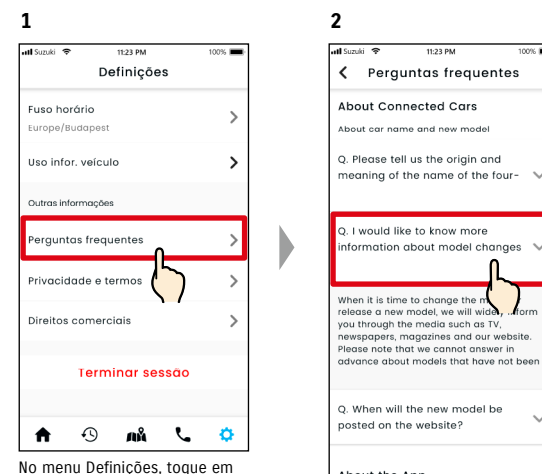 1
Suzuki 11:23 PM 100%
Definições
Fuso horário
Europe/Budapest
Uso infor. veículo
Outras informações
Perguntas frequentes
Privacidade e termos
Direitos comerciais
Terminar sessão
No menu Definições, toque em
2
Suzuki 11:23 PM 100%
Perguntas frequentes
About Connected Cars
About car name and new model
Q. Please tell us the origin and
meaning of the name of the four-
Q. I would like to know more
information about model changes
When it is time to change the
release a new model, we will widely inform
you through the media such as TV,
newspapers, magazines and our website.
Please note that we cannot answer in
advance about models that have not been
Q. When will the new model be
posted on the website?
About the App